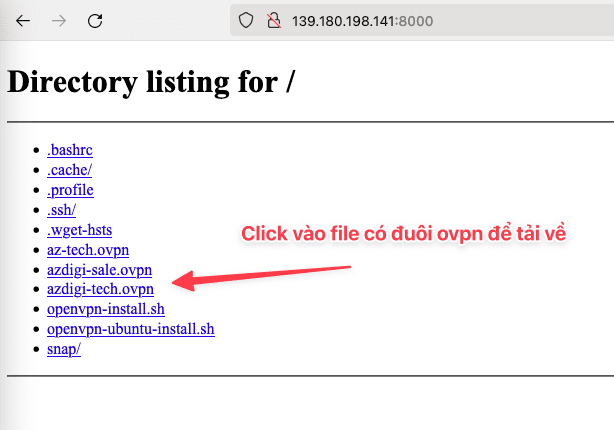 139.180.198.141:8000
Directory listing for /
.bashrc
.cache/
.profile
.ssh/
.wget-hsts
Click vào file có đuôi ovpn để tải về
az-tech.ovpn
azdigi-sale.ovpn
azdigi-tech.ovpn
openvpn-install.sh
openvpn-ubuntu-install.sh
snap/